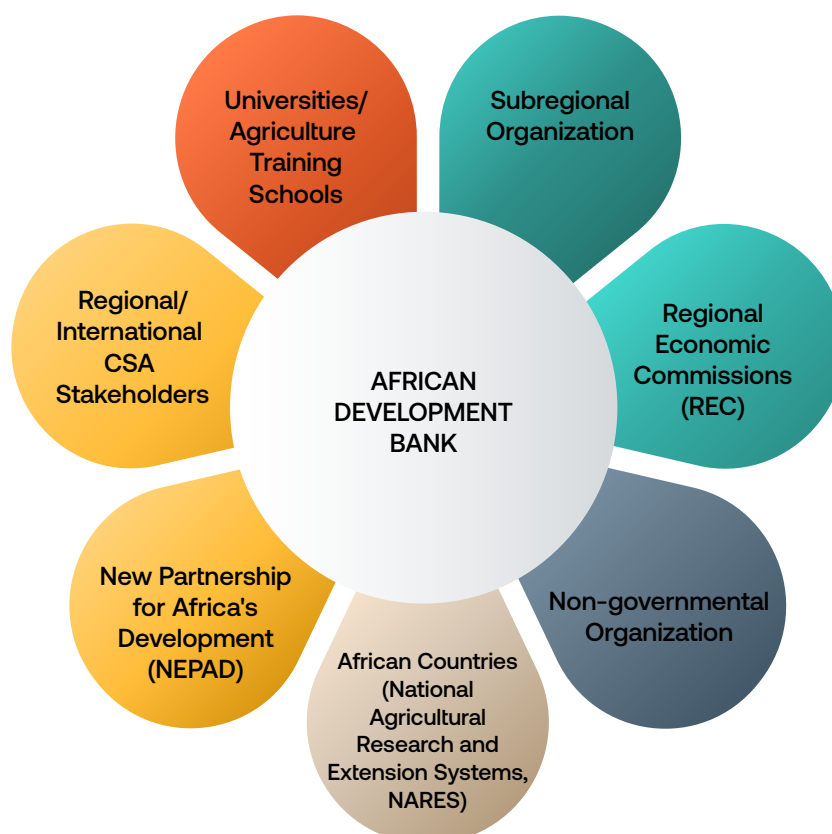 Universities/
Agriculture
Training
Schools
Subregional
Organization
Regional/
International
CSA
Stakeholders
Regional
Economic
Commissions
(REC)
AFRICAN
DEVELOPMENT
BANK
New Partnership
for Africa's
Development
(NEPAD)
Non-governmental
Organization
African Countries
(National
Agricultural
Research and
Extension Systems,
NARES)